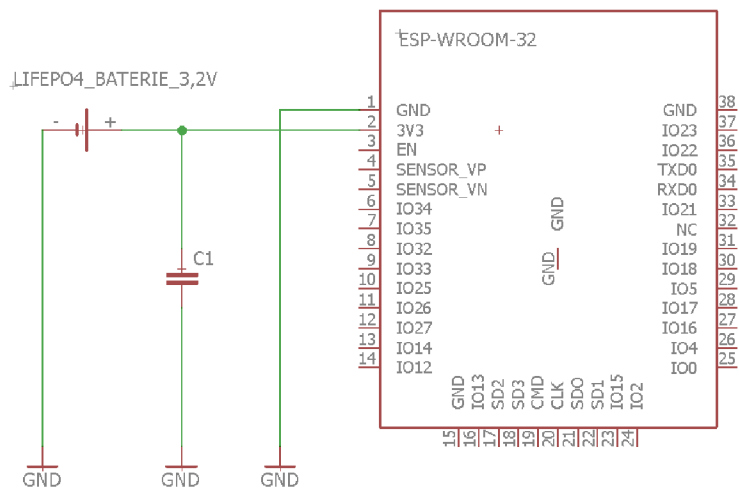 ESP-WROOM-32
LIFEPO4_BATERIE_3,2V
- +
1 GND GND 38
2 3V3 IO23 37
3 EN IO22 36
4 SENSOR_VP TXD0 35
5 SENSOR_VN RXD0 34
6 IO34 IO21 33
7 IO35 NC 32
8 IO32 IO19 31
9 IO33 IO18 30
10 IO25 IO5 29
11 IO26 IO17 28
12 IO27 IO16 27
13 IO14 IO4 26
14 IO12 IO0 25
GND
GND
C1
+
GND IO13 SD2 SD3 CMD CLK SD0 SD1 IO15 IO2
15 16 17 18 19 20 21 22 23 24
GND GND GND